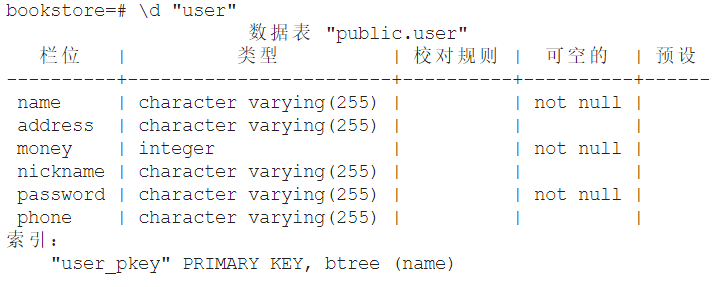 bookstore=# \d "user"
数据表 "public.user"
栏位 | 类型 | 校对规则 | 可空的 | 预设
----------+------------------------+----------+----------+------
name | character varying(255) | | not null |
address | character varying(255) | | |
money | integer | | not null |
nickname | character varying(255) | | |
password | character varying(255) | | not null |
phone | character varying(255) | | |
索引：
"user_pkey" PRIMARY KEY, btree (name)